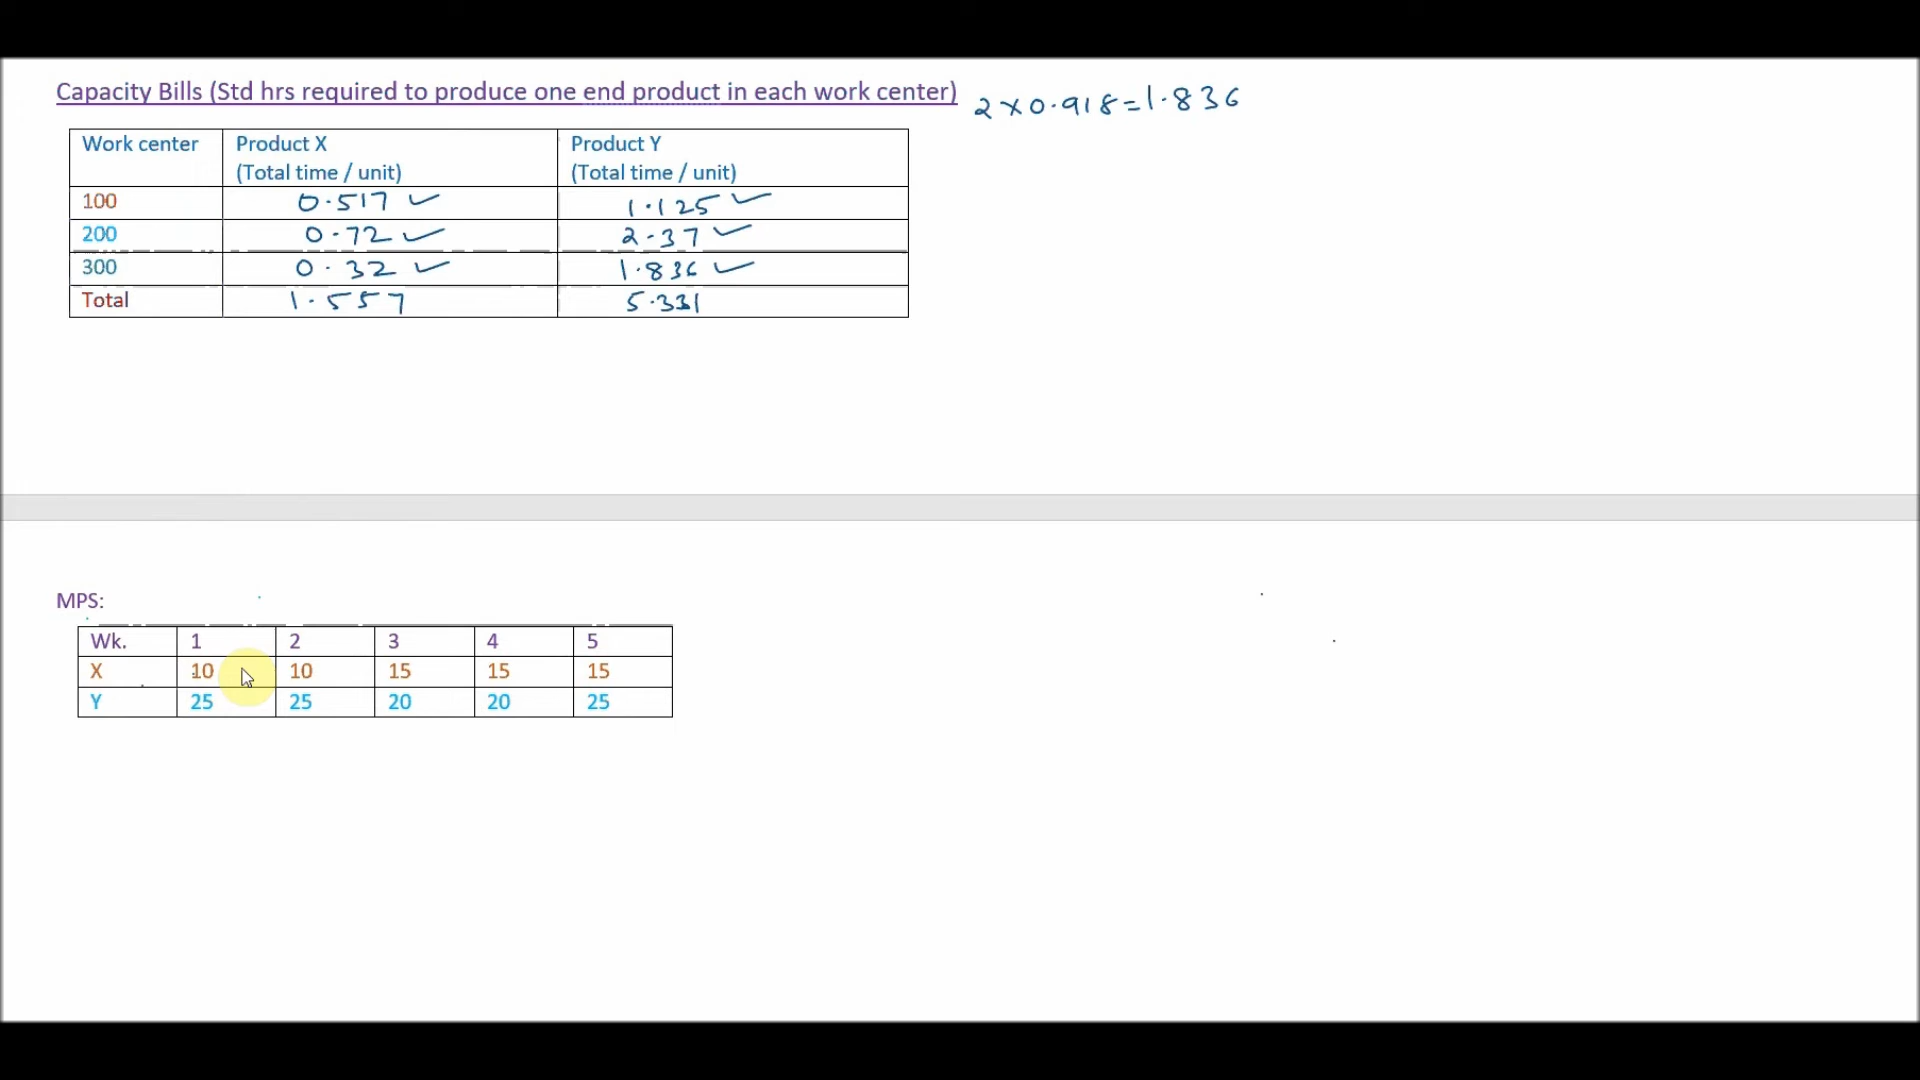 Capacity Bills (Std hrs required to produce one end product in each work center) 2×0.918=1.836
Work center Product X Product Y
(Total time / unit) (Total time / unit)
100 0.517 ✓ 1.125 ✓
200 0.72 ✓ 2.37 ✓
300 0.32 ✓ 1.836 ✓
Total 1.557 5.331
MPS:
Wk. 1 2 3 4 5
X 10 10 15 15 15
Y 25 25 20 20 25